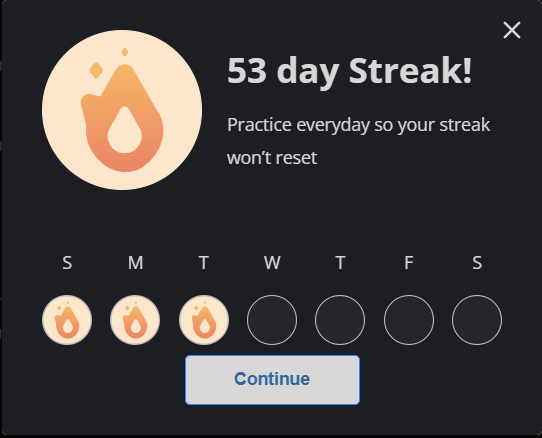 53 day Streak!
Practice everyday so your streak
won’t reset
S M T W T F S
Continue